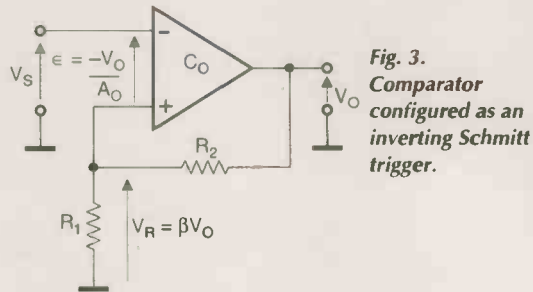 ϵ = −V_O / A_O
V_S
−
C_O
+
V_O
R_2
R_1
V_R = βV_O
Fig. 3.
Comparator
configured as an
inverting Schmitt
trigger.